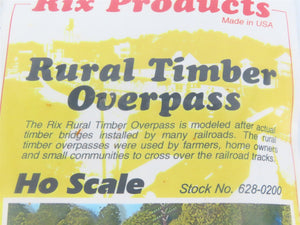 Rix Products
Made in USA
Rural Timber
Overpass
The Rix Rural Timber Overpass is modeled after actual
timber bridges installed by many railroads. The rural
timber overpasses were used by farmers, home owners
and small communities to cross over the railroad tracks.
Ho Scale
Stock No. 628-0200